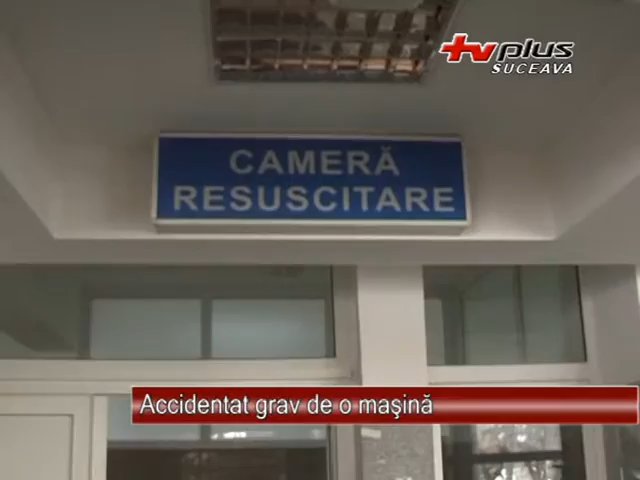 tvplus
SUCEAVA
CAMERĂ
RESUSCITARE
Accidentat grav de o maşină